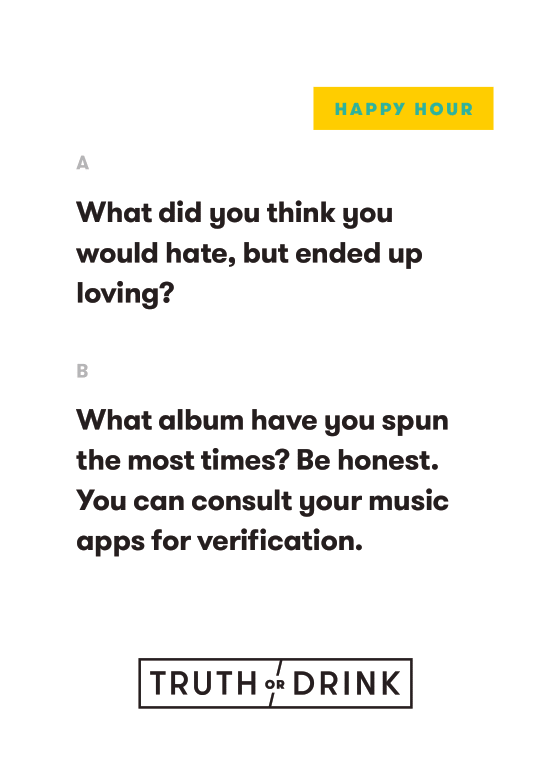 HAPPY HOUR
A
What did you think you
would hate, but ended up
loving?
B
What album have you spun
the most times? Be honest.
You can consult your music
apps for verification.
TRUTH OR DRINK